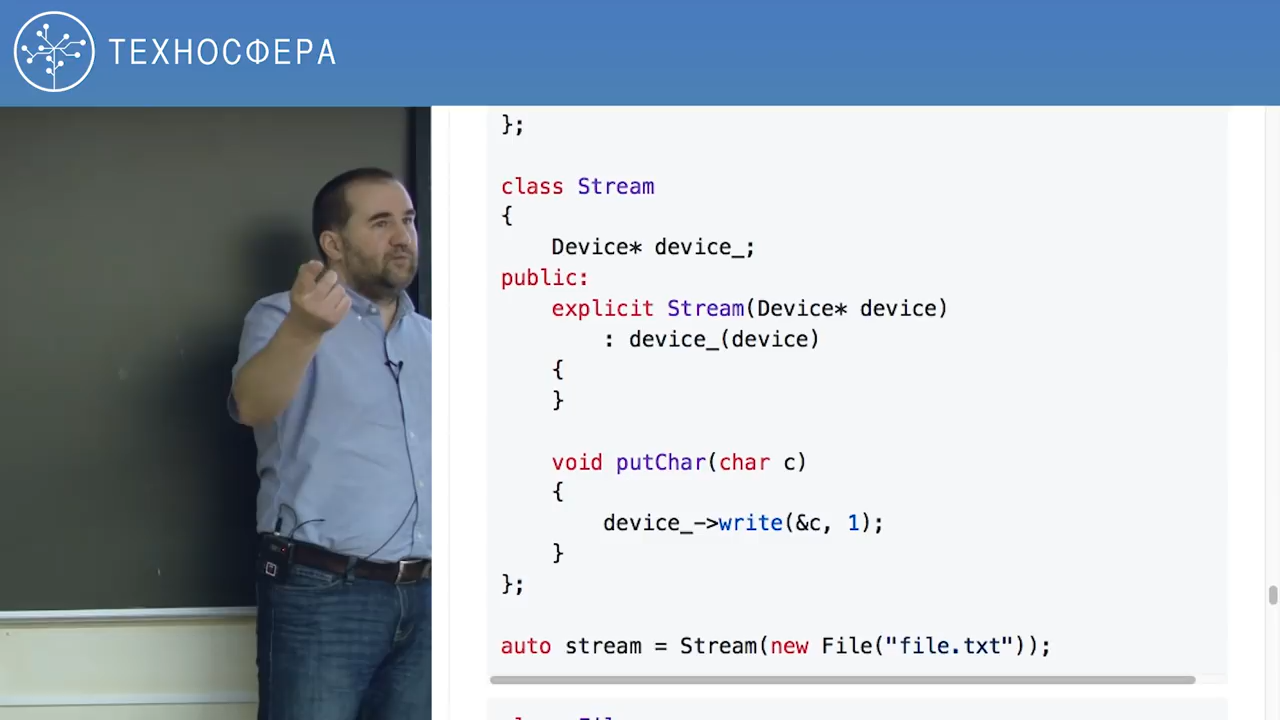 ТЕХНОСФЕРА
};
class Stream
{
    Device* device_;
public:
    explicit Stream(Device* device)
        : device_(device)
    {
    }
    void putChar(char c)
    {
        device_->write(&c, 1);
    }
};
auto stream = Stream(new File("file.txt"));